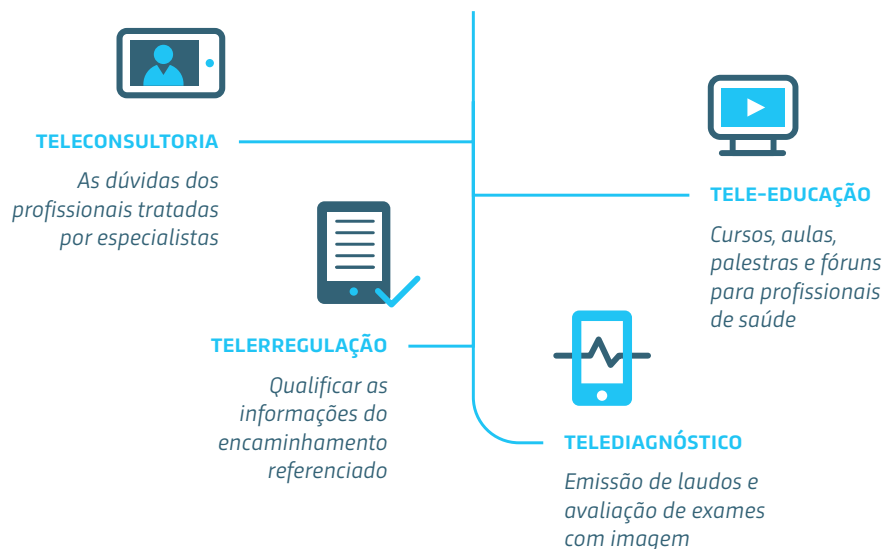 TELECONSULTORIA
As dúvidas dos
profissionais tratadas
por especialistas
TELE-EDUCAÇÃO
Cursos, aulas,
palestras e fóruns
para profissionais
de saúde
TELERREGULAÇÃO
Qualificar as
informações do
encaminhamento
referenciado
TELEDIAGNÓSTICO
Emissão de laudos e
avaliação de exames
com imagem